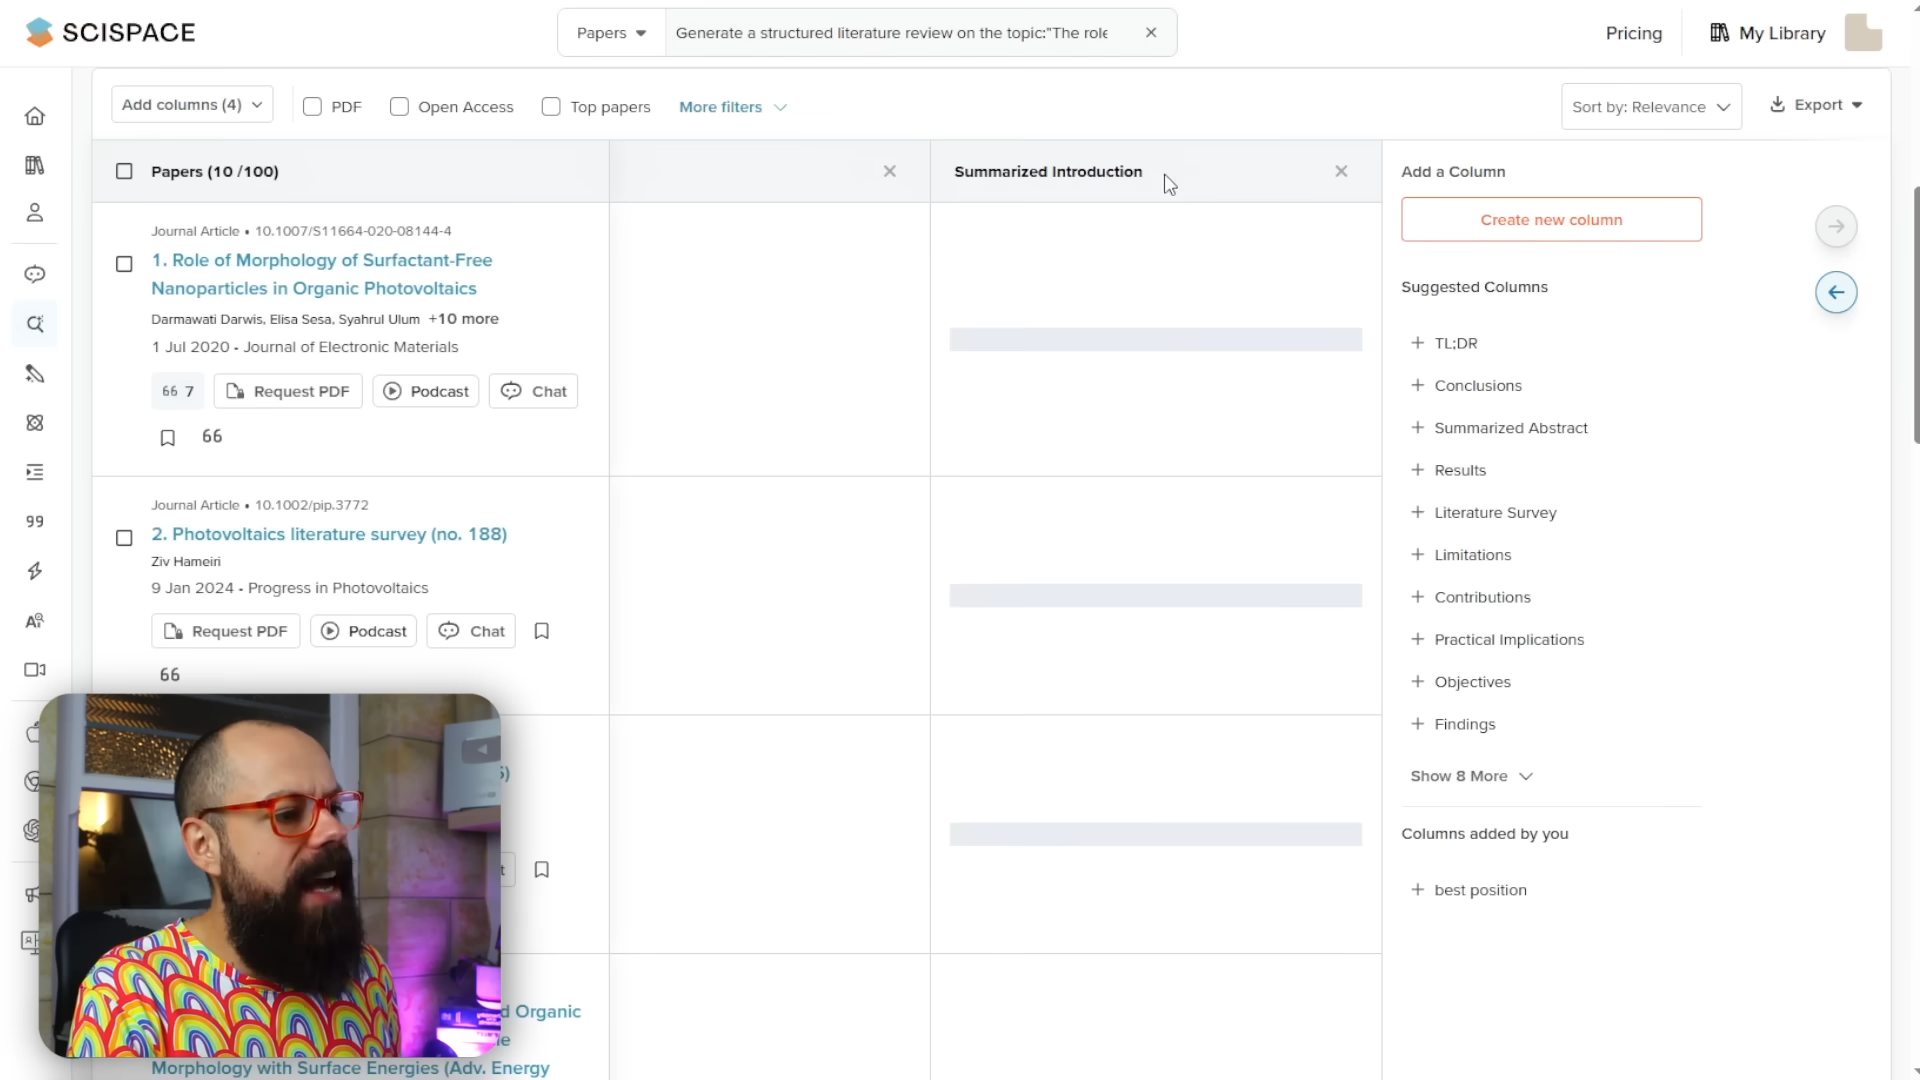 SCISPACE
Papers
Generate a structured literature review on the topic:"The role
Pricing
My Library
Add columns (4)
PDF
Open Access
Top papers
More filters
Sort by: Relevance
Export
Papers (10 /100)
Summarized Introduction
Journal Article • 10.1007/S11664-020-08144-4
1. Role of Morphology of Surfactant-Free
Nanoparticles in Organic Photovoltaics
Darmawati Darwis, Elisa Sesa, Syahrul Ulum +10 more
1 Jul 2020 - Journal of Electronic Materials
7
Request PDF
Podcast
Chat
Journal Article • 10.1002/pip.3772
2. Photovoltaics literature survey (no. 188)
Ziv Hameiri
9 Jan 2024 - Progress in Photovoltaics
Request PDF
Podcast
Chat
d Organic
Morphology with Surface Energies (Adv. Energy
Add a Column
Create new column
Suggested Columns
+ TL;DR
+ Conclusions
+ Summarized Abstract
+ Results
+ Literature Survey
+ Limitations
+ Contributions
+ Practical Implications
+ Objectives
+ Findings
Show 8 More
Columns added by you
+ best position